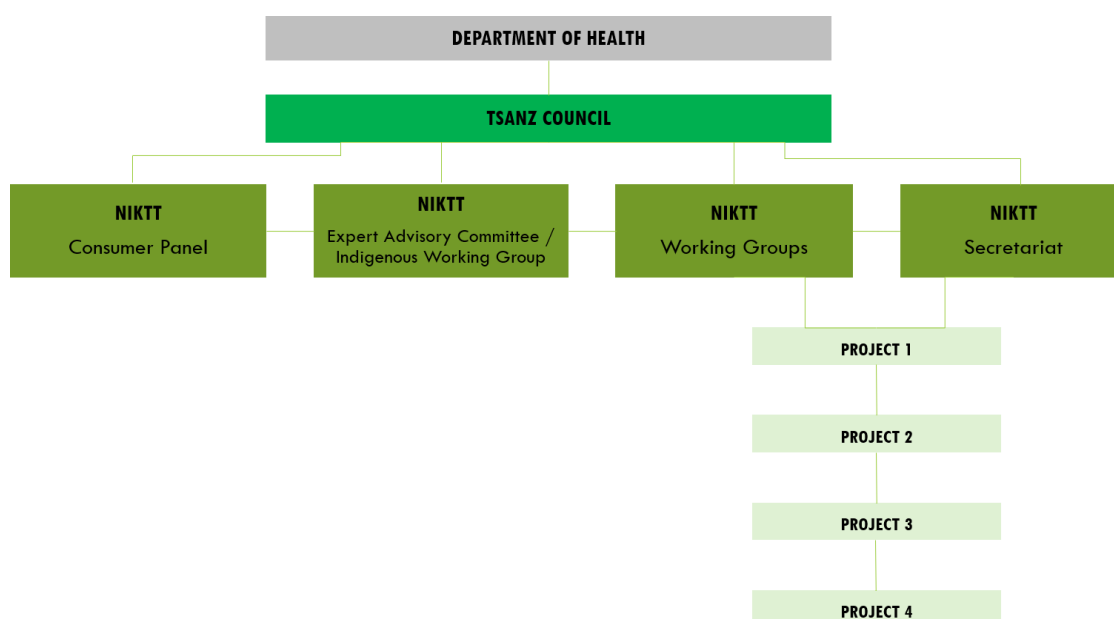 DEPARTMENT OF HEALTH
TSANZ COUNCIL
NIKTT
Consumer Panel
NIKTT
Expert Advisory Committee /
Indigenous Working Group
NIKTT
Working Groups
NIKTT
Secretariat
PROJECT 1
PROJECT 2
PROJECT 3
PROJECT 4